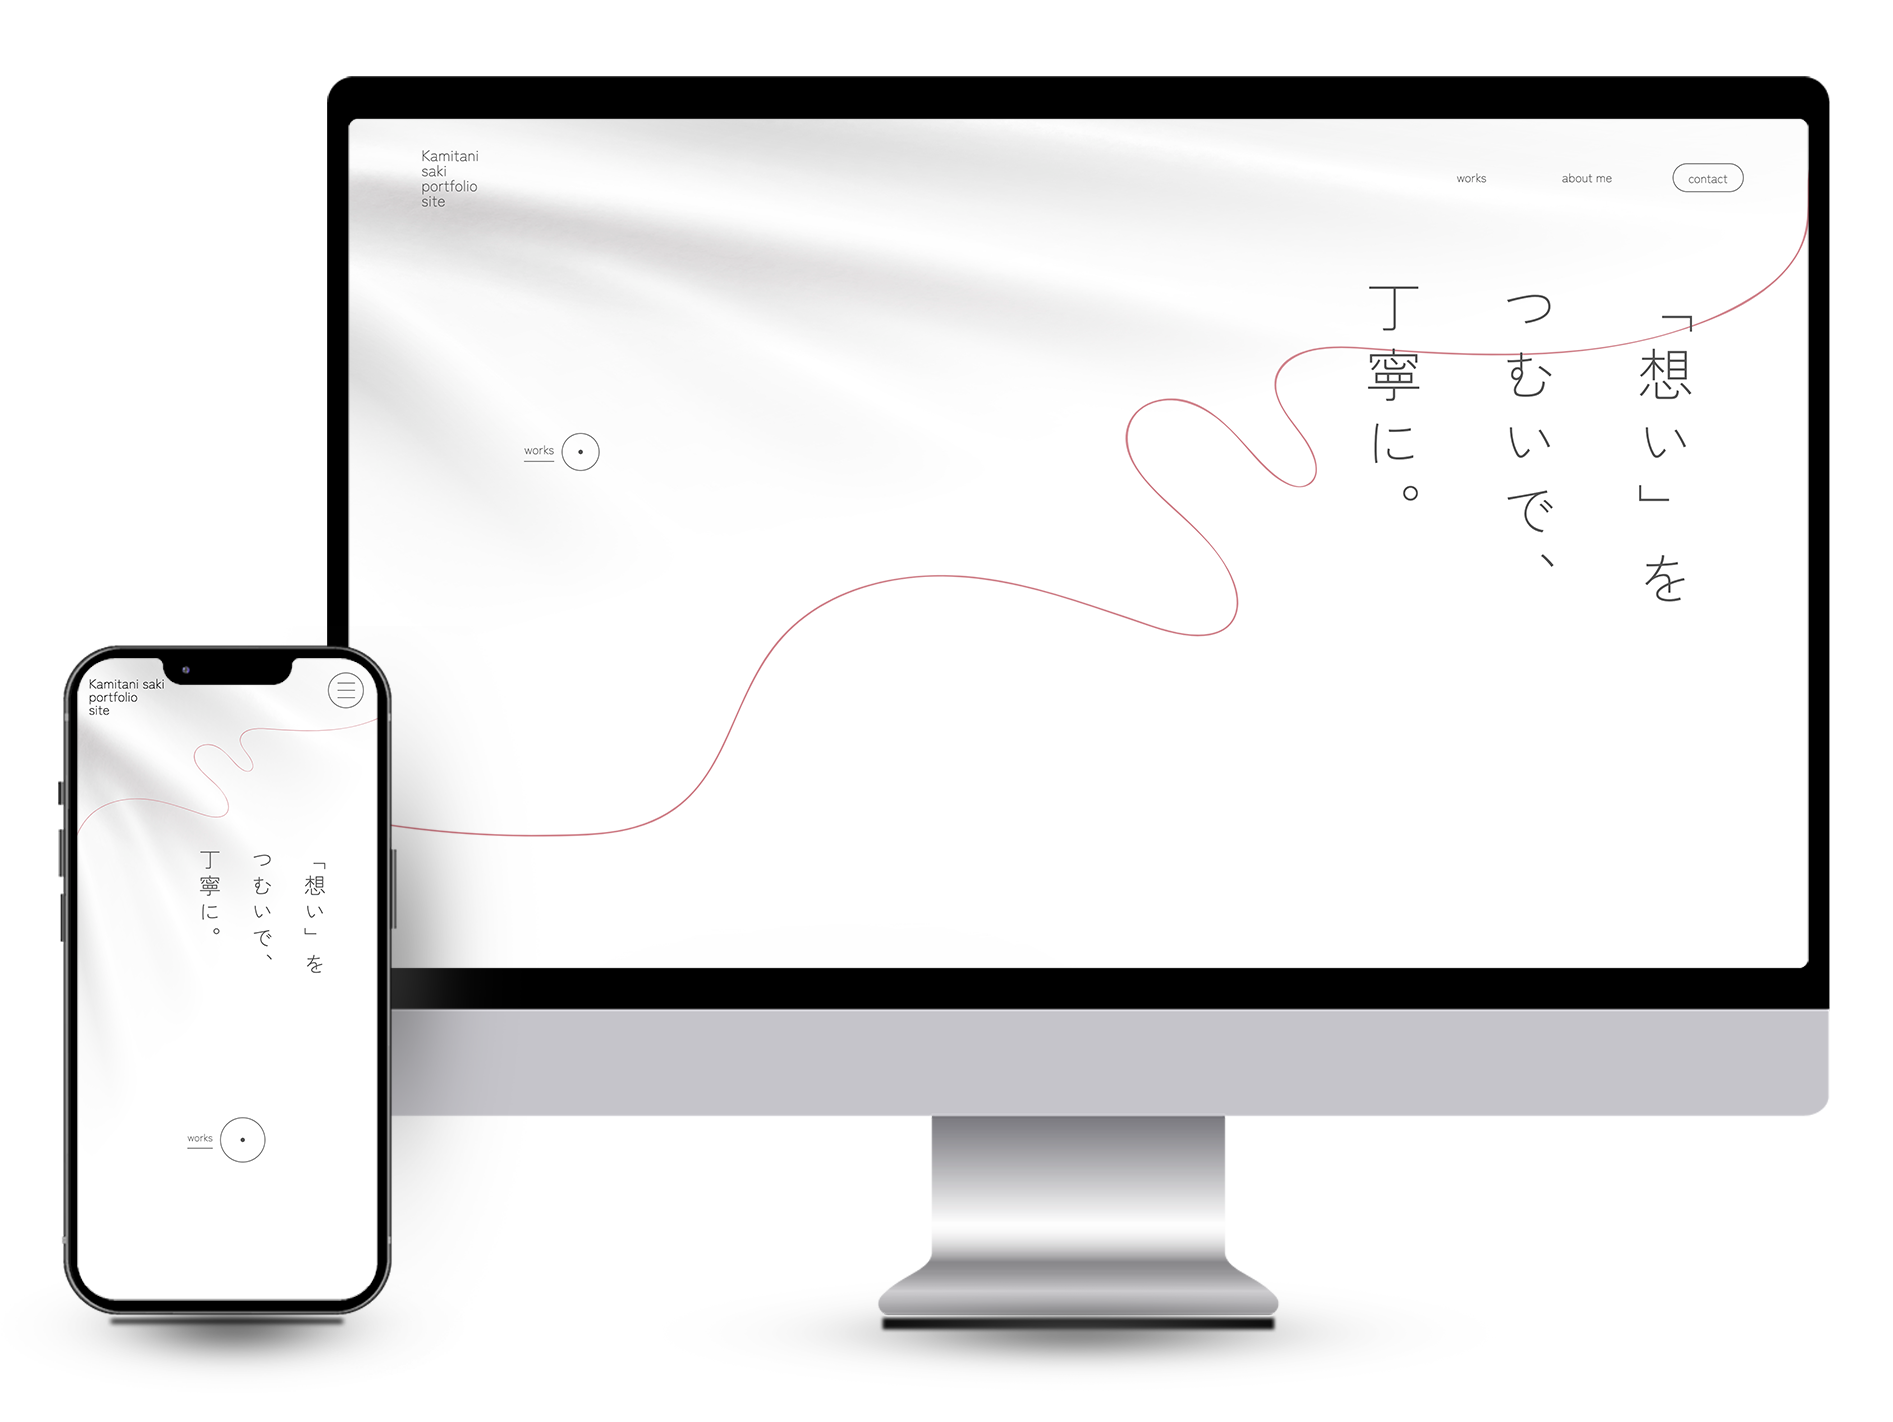 Kamitani
saki
portfolio
site
works
about me
contact
「想い」を
つむいで、
丁寧に。
works
Kamitani saki
portfolio
site
「想い」を
つむいで、
丁寧に。
works